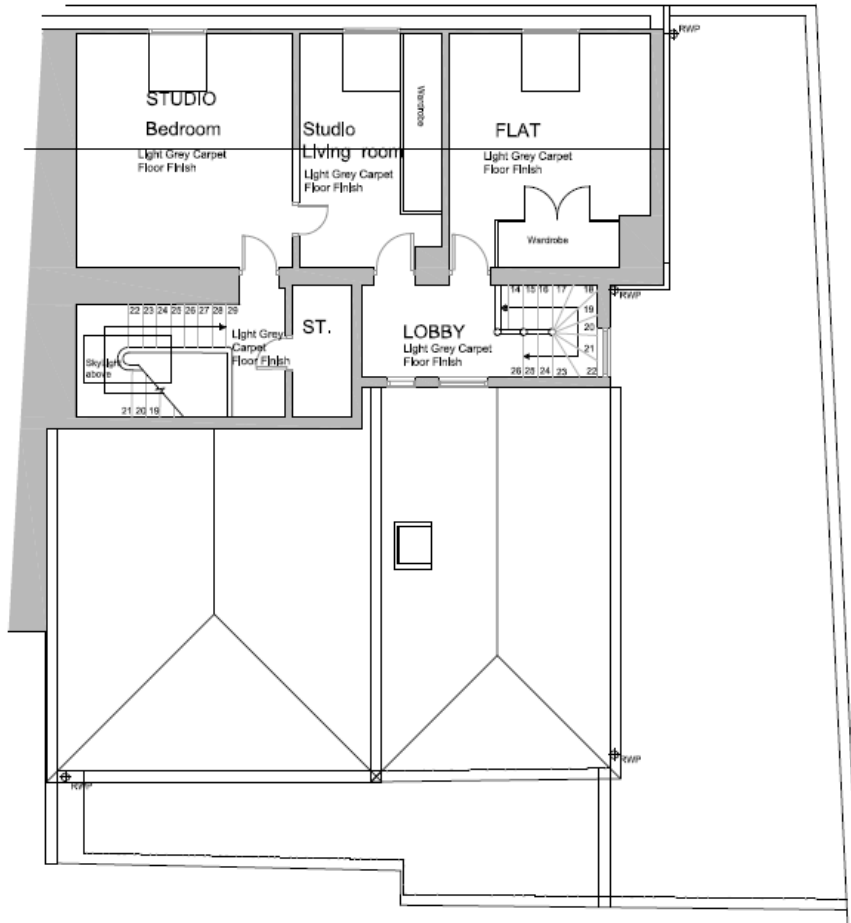 RWP
STUDIO
Bedroom
Light Grey Carpet
Floor Finish
Studio
Living room
Light Grey Carpet
Floor Finish
Wardrobe
FLAT
Light Grey Carpet
Floor Finish
Wardrobe
22 23 24 25 26 27 28 29
Skylight
above
21 20 19
Light Grey
Carpet
Floor Finish
ST.
LOBBY
Light Grey Carpet
Floor Finish
14 15 16 17 18
19
20
21
26 25 24 23 22
RWP
RWP
RWP